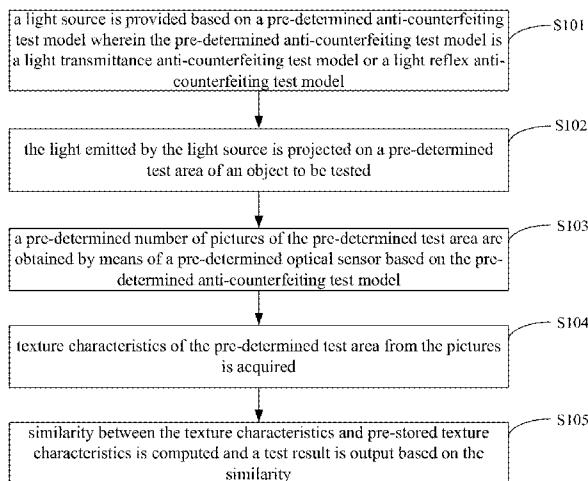 a light source is provided based on a pre-determined anti-counterfeiting
test model wherein the pre-determined anti-counterfeiting test model is
a light transmittance anti-counterfeiting test model or a light reflex anti-
counterfeiting test model
S101
the light emitted by the light source is projected on a pre-determined
test area of an object to be tested
S102
a pre-determined number of pictures of the pre-determined test area are
obtained by means of a pre-determined optical sensor based on the pre-
determined anti-counterfeiting test model
S103
texture characteristics of the pre-determined test area from the pictures
is acquired
S104
similarity between the texture characteristics and pre-stored texture
characteristics is computed and a test result is output based on the
similarity
S105